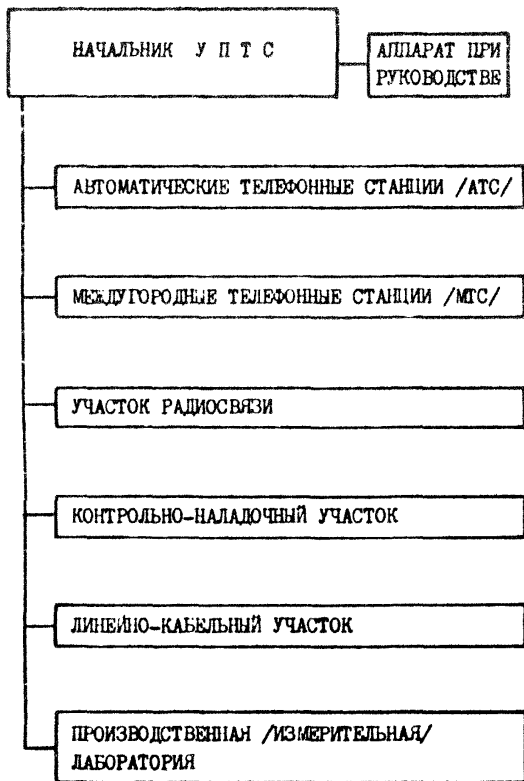 НАЧАЛЬНИК У П Т С
АППАРАТ ПРИ
РУКОВОДСТВЕ
АВТОМАТИЧЕСКИЕ ТЕЛЕФОННЫЕ СТАНЦИИ /АТС/
МЕЖДУГОРОДНЫЕ ТЕЛЕФОННЫЕ СТАНЦИИ /МТС/
УЧАСТОК РАДИОСВЯЗИ
КОНТРОЛЬНО-НАЛАДОЧНЫЙ УЧАСТОК
ЛИНЕЙНО-КАБЕЛЬНЫЙ УЧАСТОК
ПРОИЗВОДСТВЕННАЯ /ИЗМЕРИТЕЛЬНАЯ/
ЛАБОРАТОРИЯ